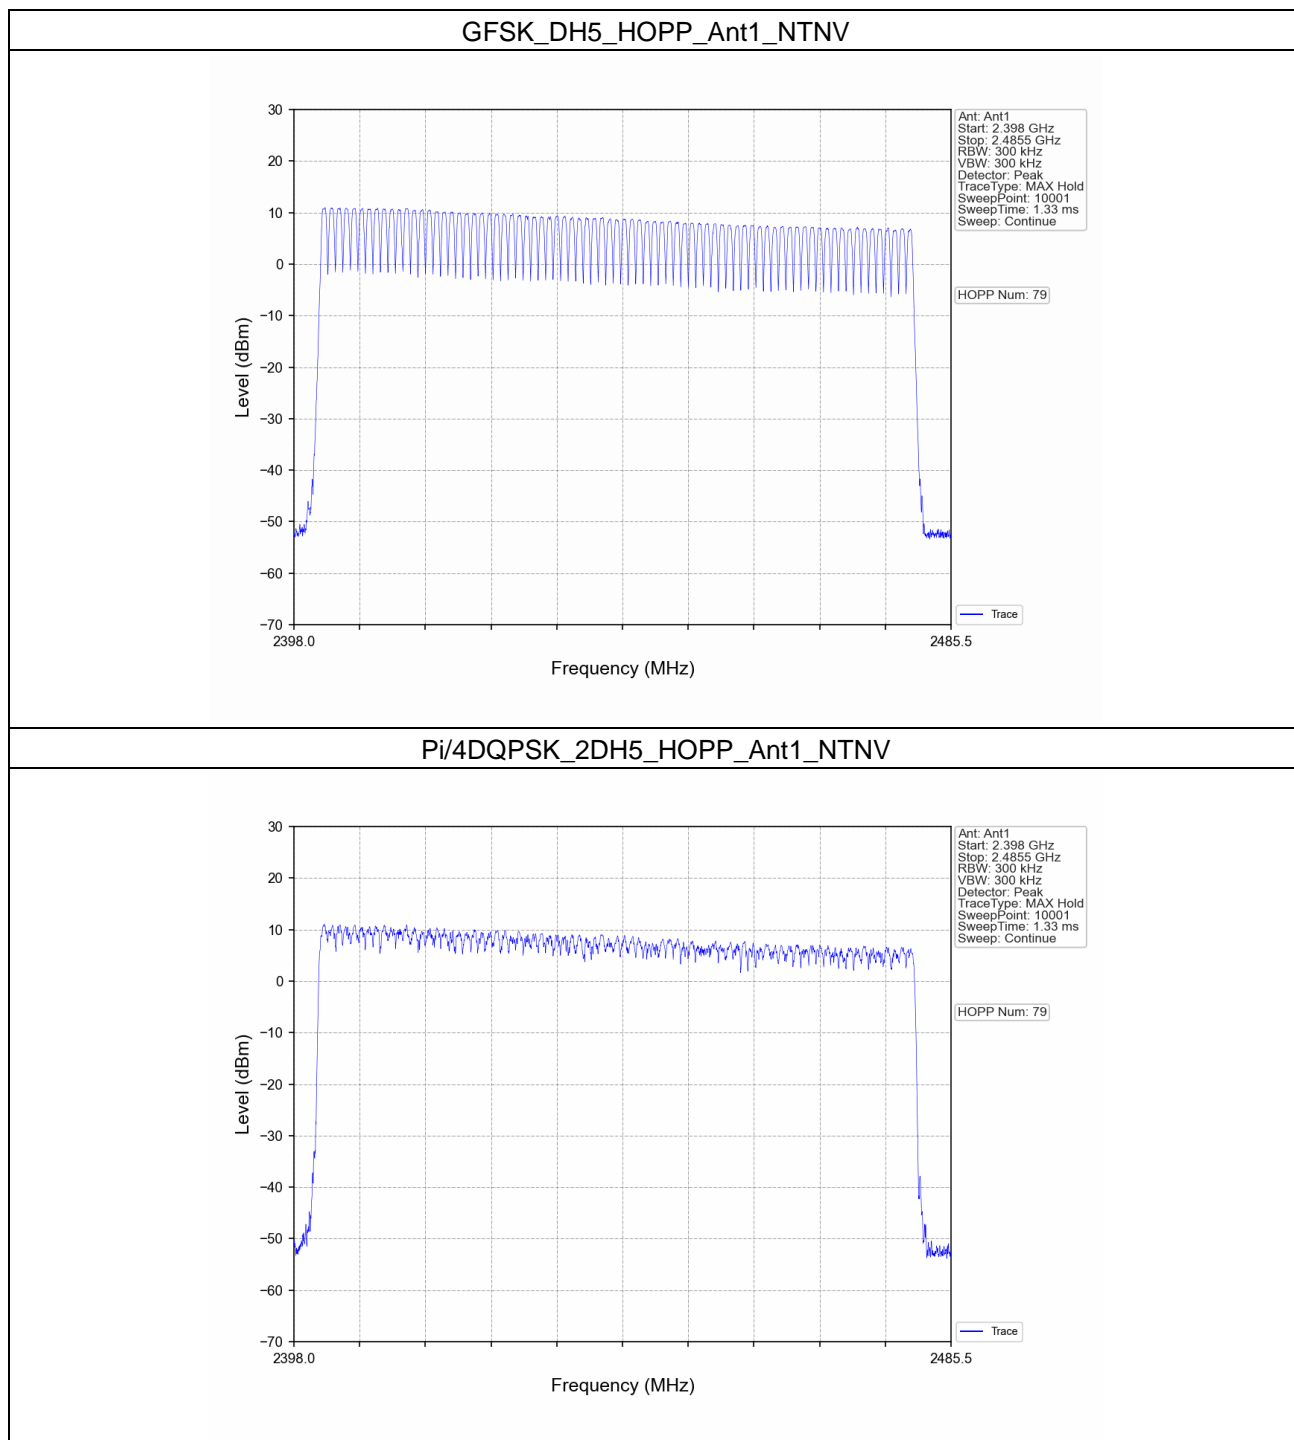 GFSK_DH5_HOPP_Ant1_NTNV
30
20
10
0
−10
−20
−30
−40
−50
−60
−70
Level (dBm)
2398.0
2485.5
Frequency (MHz)
Ant: Ant1
Start: 2.398 GHz
Stop: 2.4855 GHz
RBW: 300 kHz
VBW: 300 kHz
Detector: Peak
TraceType: MAX Hold
SweepPoint: 10001
SweepTime: 1.33 ms
Sweep: Continue
HOPP Num: 79
Trace
Pi/4DQPSK_2DH5_HOPP_Ant1_NTNV
30
20
10
0
−10
−20
−30
−40
−50
−60
−70
Level (dBm)
2398.0
2485.5
Frequency (MHz)
Ant: Ant1
Start: 2.398 GHz
Stop: 2.4855 GHz
RBW: 300 kHz
VBW: 300 kHz
Detector: Peak
TraceType: MAX Hold
SweepPoint: 10001
SweepTime: 1.33 ms
Sweep: Continue
HOPP Num: 79
Trace